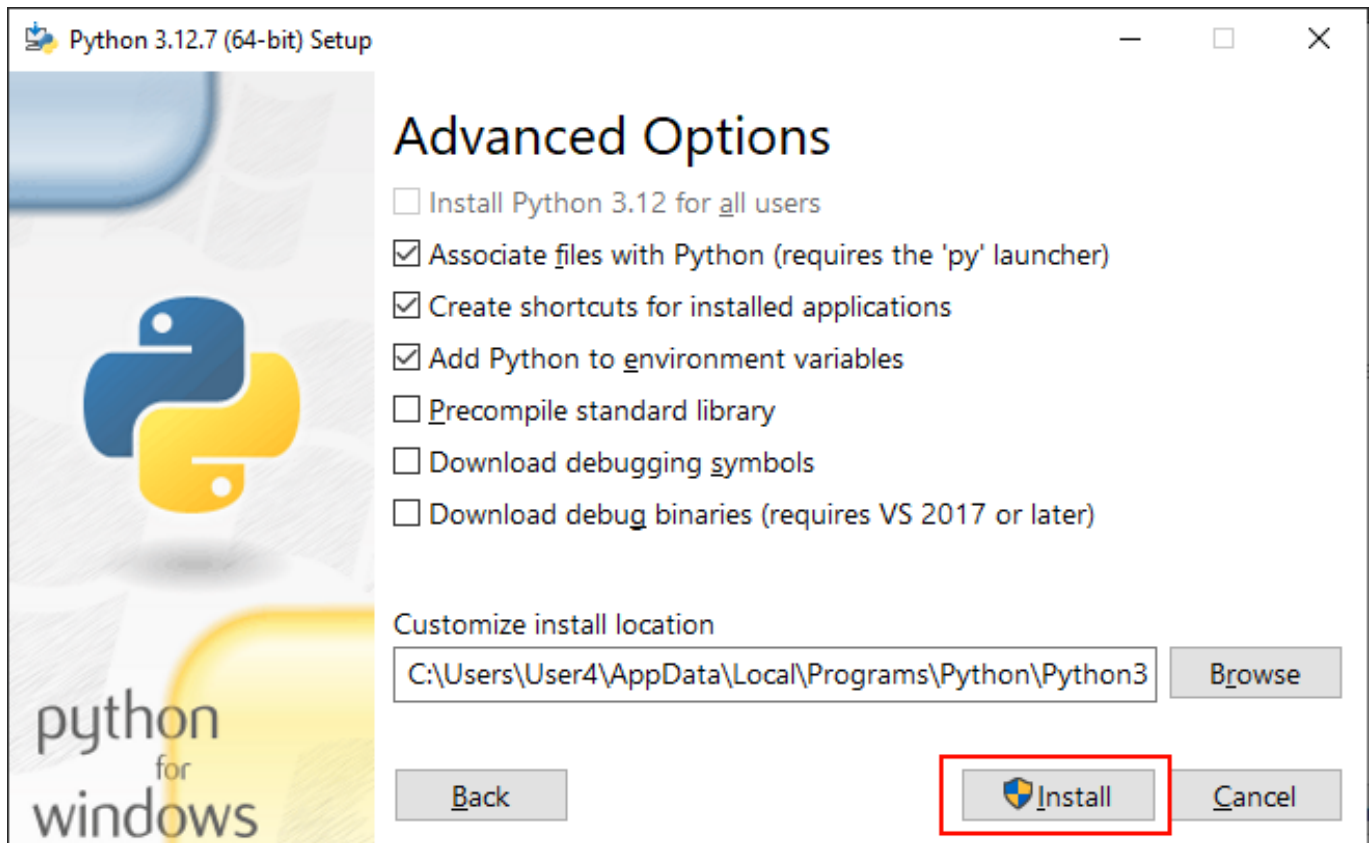 Python 3.12.7 (64-bit) Setup
Advanced Options
Install Python 3.12 for all users
Associate files with Python (requires the 'py' launcher)
Create shortcuts for installed applications
Add Python to environment variables
Precompile standard library
Download debugging symbols
Download debug binaries (requires VS 2017 or later)
Customize install location
C:\Users\User4\AppData\Local\Programs\Python\Python3
Browse
python
for
windows
Back
Install
Cancel